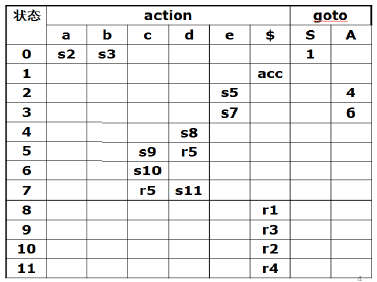 状态 action goto
a b c d e $ S A
0 s2 s3 1
1 acc
2 s5 4
3 s7 6
4 s8
5 s9 r5
6 s10
7 r5 s11
8 r1
9 r3
10 r2
11 r4
4